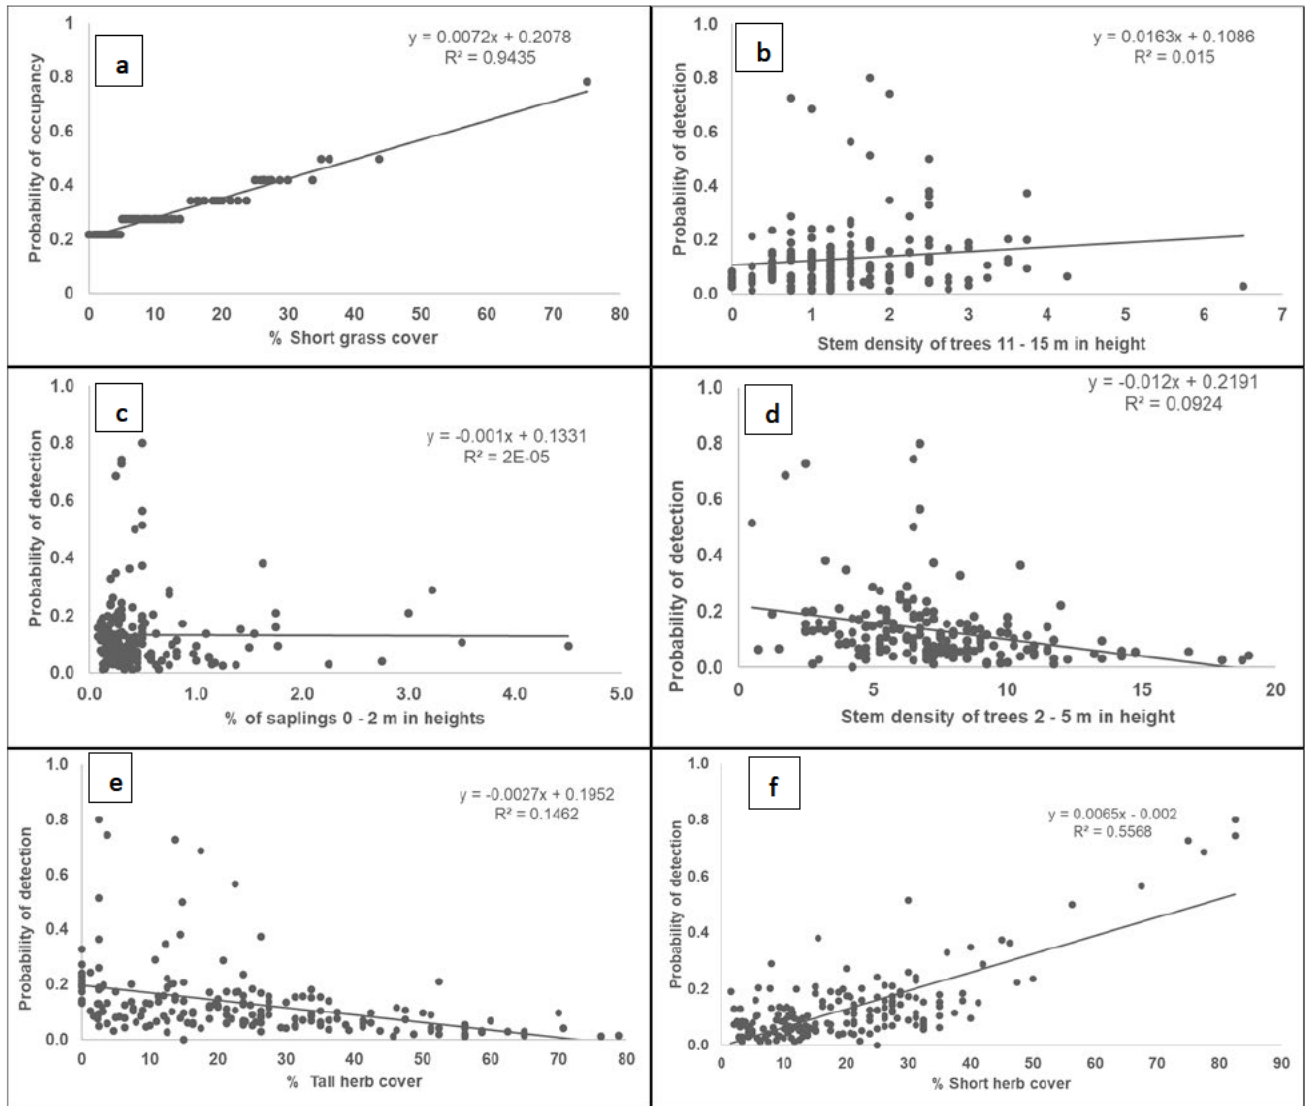 a
y = 0.0072x + 0.2078
R² = 0.9435
Probability of occupancy
1
0.8
0.6
0.4
0.2
0
0 10 20 30 40 50 60 70 80
% Short grass cover
b
y = 0.0163x + 0.1086
R² = 0.015
Probability of detection
1.0
0.8
0.6
0.4
0.2
0.0
0 1 2 3 4 5 6 7
Stem density of trees 11 - 15 m in height
c
y = -0.001x + 0.1331
R² = 2E-05
Probability of detection
1.0
0.8
0.6
0.4
0.2
0.0
0.0 1.0 2.0 3.0 4.0 5.0
% of saplings 0 - 2 m in heights
d
y = -0.012x + 0.2191
R² = 0.0924
Probability of detection
1.0
0.8
0.6
0.4
0.2
0.0
0 5 10 15 20
Stem density of trees 2 - 5 m in height
e
y = -0.0027x + 0.1952
R² = 0.1462
Probability of detection
1.0
0.8
0.6
0.4
0.2
0.0
0 10 20 30 40 50 60 70 80
% Tall herb cover
f
y = 0.0065x - 0.002
R² = 0.5568
Probability of detection
1.0
0.8
0.6
0.4
0.2
0.0
0 10 20 30 40 50 60 70 80 90
% Short herb cover